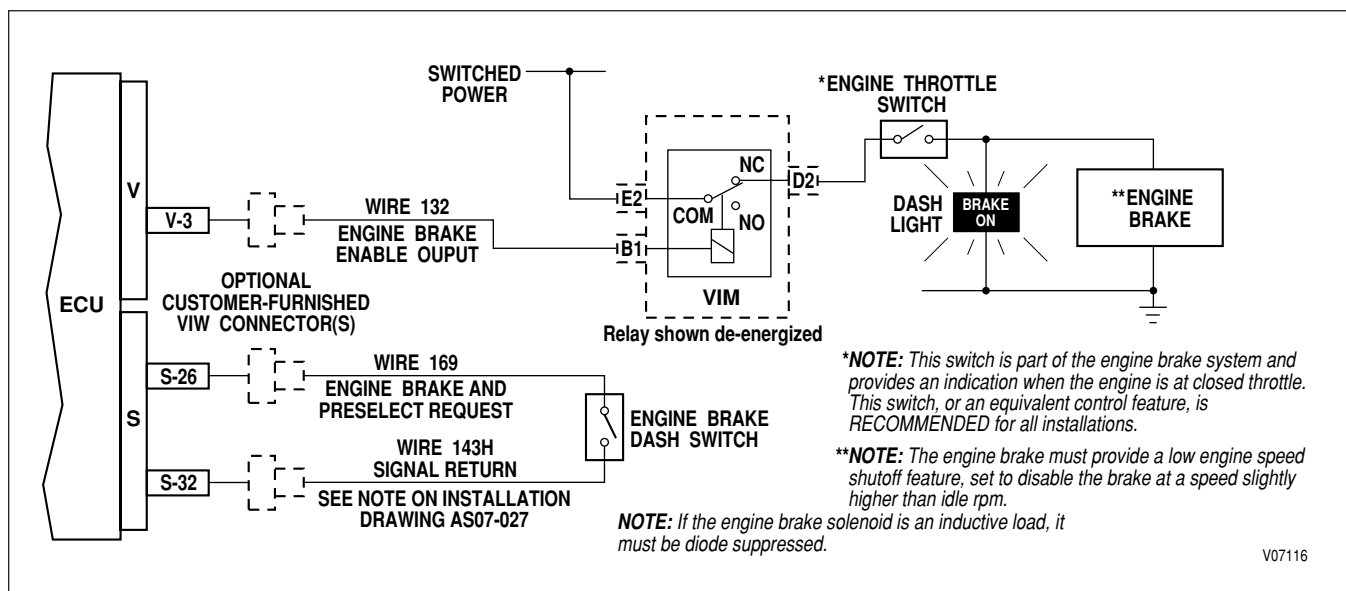 SWITCHED
POWER
*ENGINE THROTTLE
SWITCH
V
V-3
WIRE 132
ENGINE BRAKE
ENABLE OUPUT
E2
B1
COM
NC
NO
D2
VIM
Relay shown de-energized
DASH
LIGHT
BRAKE
ON
**ENGINE
BRAKE
ECU
OPTIONAL
CUSTOMER-FURNISHED
VIW CONNECTOR(S)
S
S-26
WIRE 169
ENGINE BRAKE AND
PRESELECT REQUEST
ENGINE BRAKE
DASH SWITCH
S-32
WIRE 143H
SIGNAL RETURN
SEE NOTE ON INSTALLATION
DRAWING AS07-027
*NOTE: This switch is part of the engine brake system and
provides an indication when the engine is at closed throttle.
This switch, or an equivalent control feature, is
RECOMMENDED for all installations.
**NOTE: The engine brake must provide a low engine speed
shutoff feature, set to disable the brake at a speed slightly
higher than idle rpm.
NOTE: If the engine brake solenoid is an inductive load, it
must be diode suppressed.
V07116